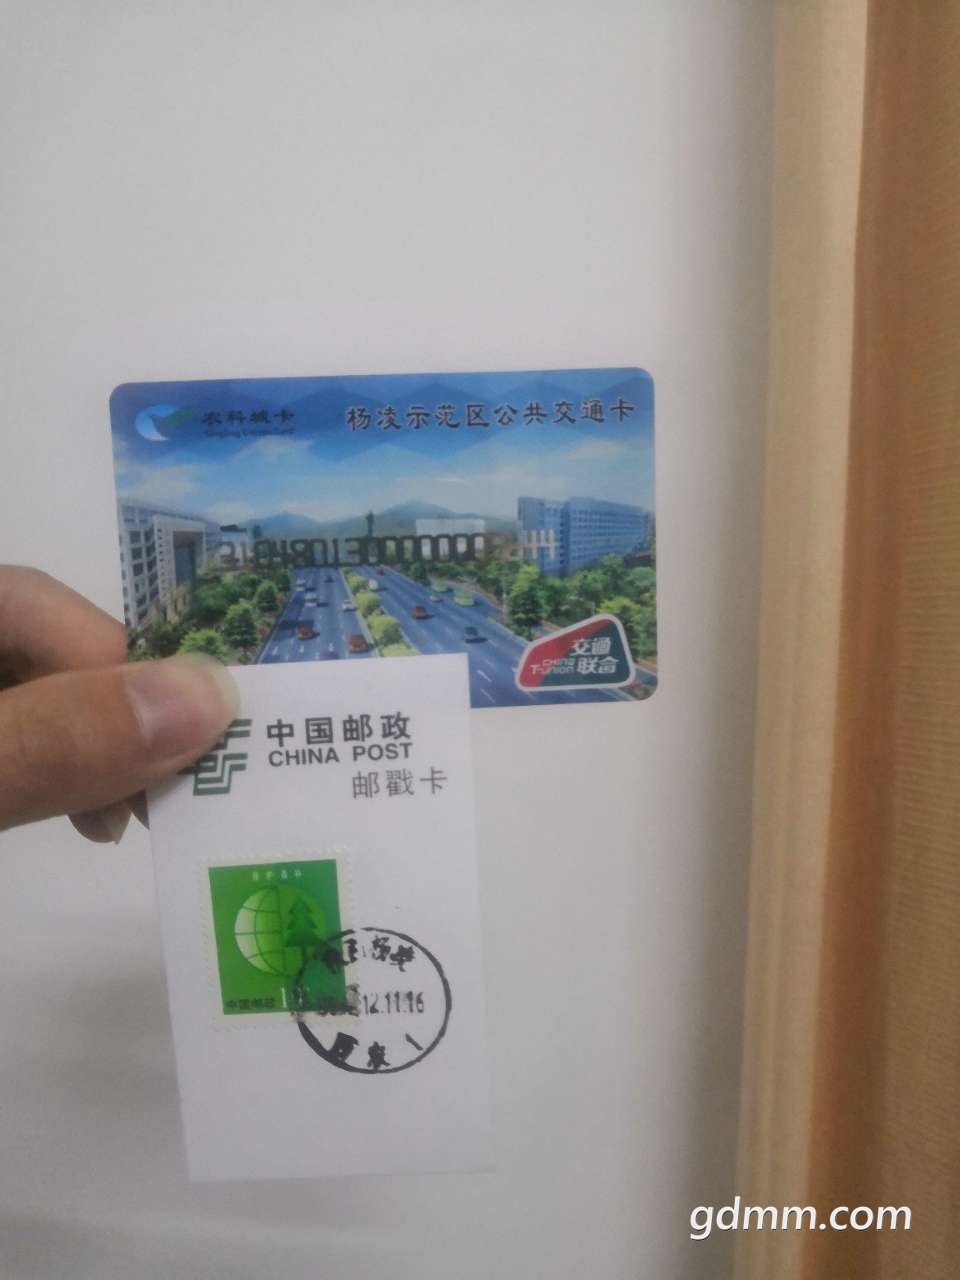 农科城卡
杨凌示范区公共交通卡
交通
CHINA
T-UNION 联合
中国邮政
CHINA POST
邮戳卡
中国邮政
12.11.16
gdmm.com